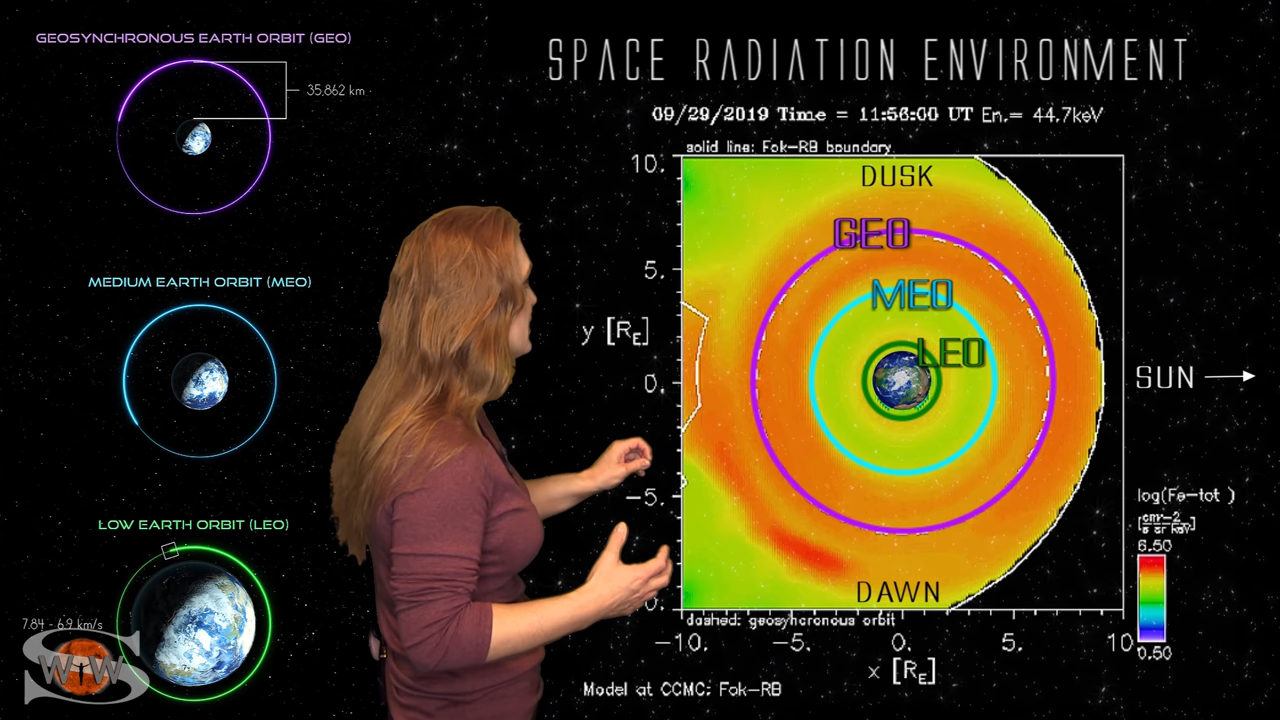 GEOSYNCHRONOUS EARTH ORBIT (GEO)
35,862 km
MEDIUM EARTH ORBIT (MEO)
LOW EARTH ORBIT (LEO)
7.84 - 6.9 km/s
SWW
SPACE RADIATION ENVIRONMENT
09/29/2019 Time = 11:56:00 UT En.= 44.7keV
solid line: Fok-RB boundary
10.
5.
0.
-5.
y [RE]
DUSK
GEO
MEO
LEO
DAWN
SUN
dashed: geosynchronous orbit
-10.
-5.
0.
5.
10
x [RE]
Model at CCMC: Fok-RB
log(Fe-tot )
6.50
0.50